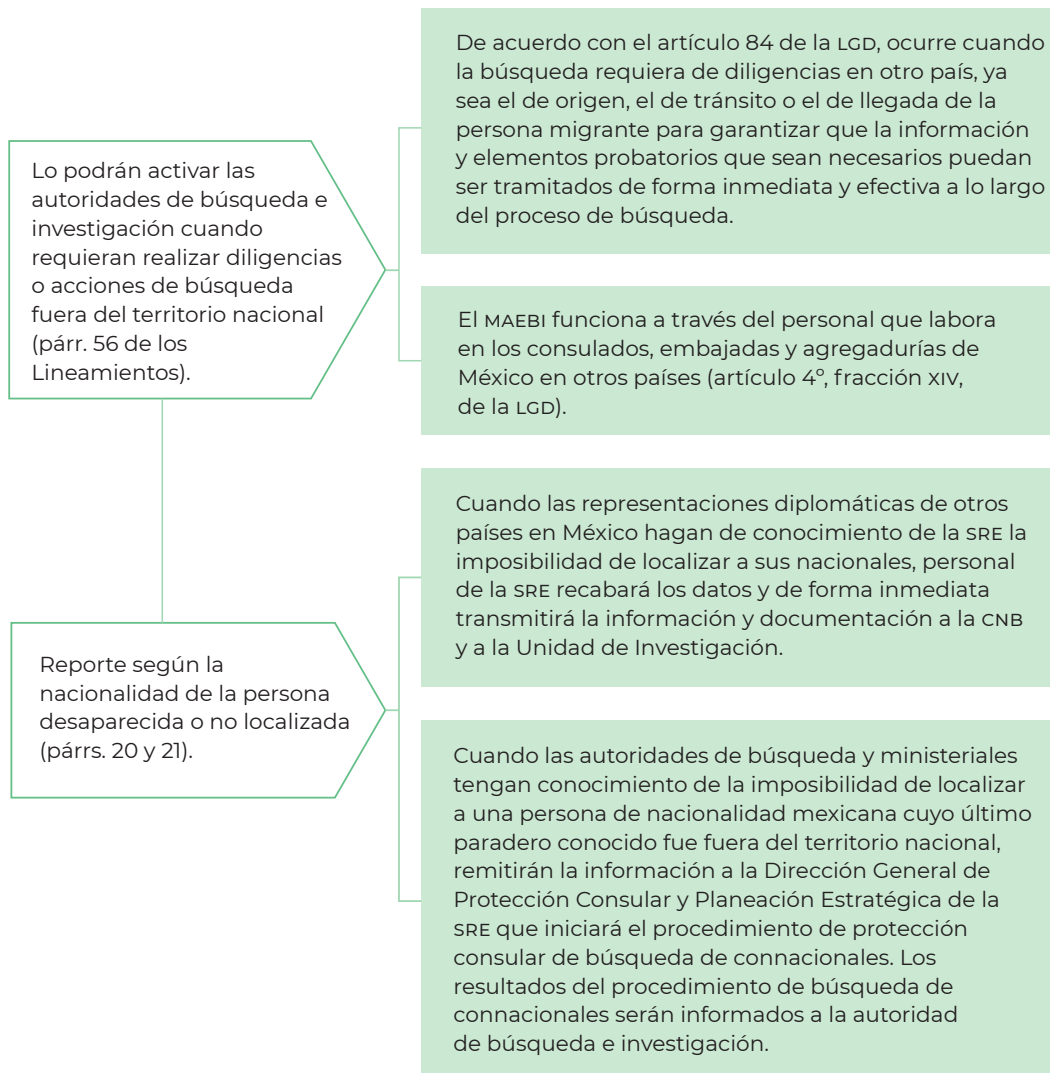 Lo podrán activar las
autoridades de búsqueda e
investigación cuando
requieran realizar diligencias
o acciones de búsqueda
fuera del territorio nacional
(párr. 56 de los
Lineamientos).
De acuerdo con el artículo 84 de la LGD, ocurre cuando
la búsqueda requiera de diligencias en otro país, ya
sea el de origen, el de tránsito o el de llegada de la
persona migrante para garantizar que la información
y elementos probatorios que sean necesarios puedan
ser tramitados de forma inmediata y efectiva a lo largo
del proceso de búsqueda.
El MAEBI funciona a través del personal que labora
en los consulados, embajadas y agregadurías de
México en otros países (artículo 4º, fracción XIV,
de la LGD).
Reporte según la
nacionalidad de la persona
desaparecida o no localizada
(párrs. 20 y 21).
Cuando las representaciones diplomáticas de otros
países en México hagan de conocimiento de la SRE la
imposibilidad de localizar a sus nacionales, personal
de la SRE recabará los datos y de forma inmediata
transmitirá la información y documentación a la CNB
y a la Unidad de Investigación.
Cuando las autoridades de búsqueda y ministeriales
tengan conocimiento de la imposibilidad de localizar
a una persona de nacionalidad mexicana cuyo último
paradero conocido fue fuera del territorio nacional,
remitirán la información a la Dirección General de
Protección Consular y Planeación Estratégica de la
SRE que iniciará el procedimiento de protección
consular de búsqueda de connacionales. Los
resultados del procedimiento de búsqueda de
connacionales serán informados a la autoridad
de búsqueda e investigación.